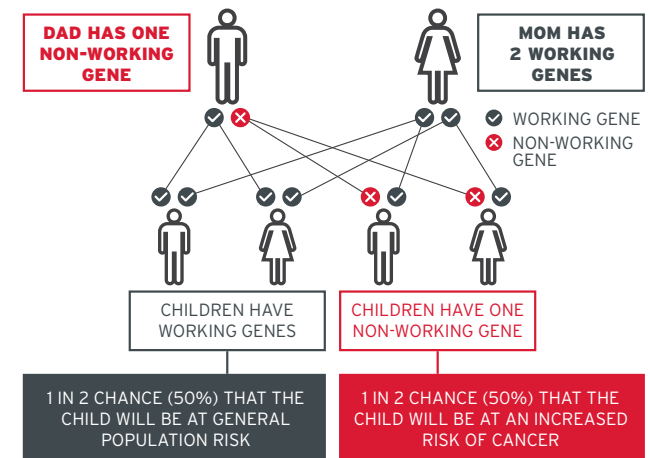 DAD HAS ONE
NON-WORKING
GENE
MOM HAS
2 WORKING
GENES
WORKING GENE
NON-WORKING
GENE
CHILDREN HAVE
WORKING GENES
CHILDREN HAVE ONE
NON-WORKING GENE
1 IN 2 CHANCE (50%) THAT THE
CHILD WILL BE AT GENERAL
POPULATION RISK
1 IN 2 CHANCE (50%) THAT THE
CHILD WILL BE AT AN INCREASED
RISK OF CANCER